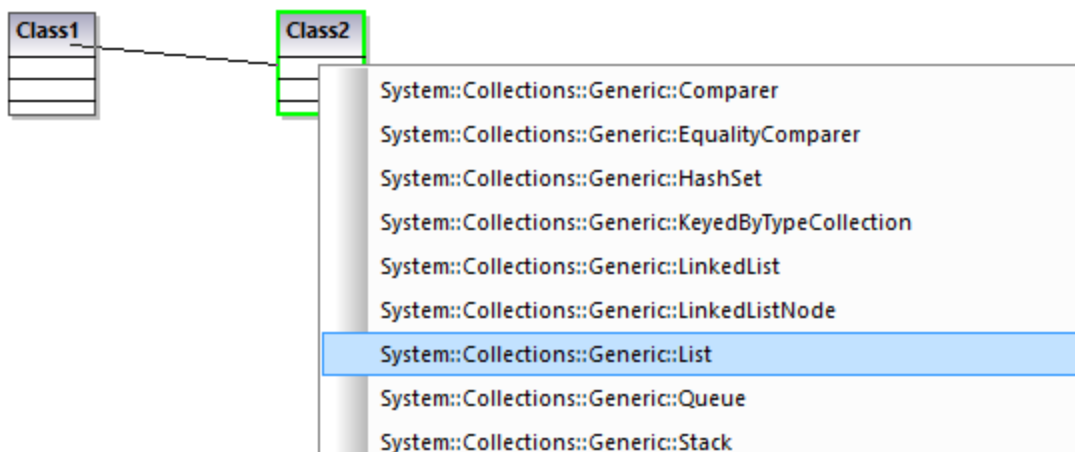 Class1
Class2
System::Collections::Generic::Comparer
System::Collections::Generic::EqualityComparer
System::Collections::Generic::HashSet
System::Collections::Generic::KeyedByTypeCollection
System::Collections::Generic::LinkedList
System::Collections::Generic::LinkedListNode
System::Collections::Generic::List
System::Collections::Generic::Queue
System::Collections::Generic::Stack